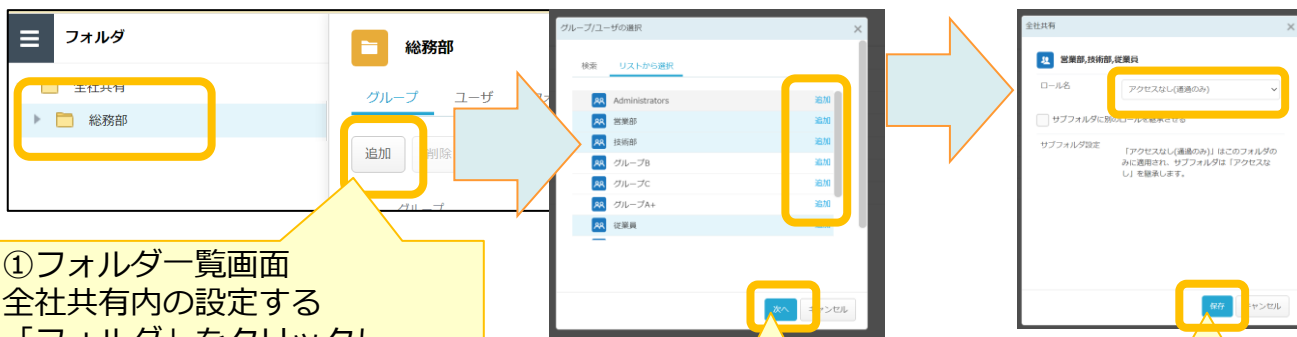 フォルダ
全社共有
総務部
総務部
グループ ユーザ
追加 削除
グループ
①フォルダ一覧画面
全社共有内の設定する
「フォルダ」をクリックし
グループ/ユーザの選択 ×
検索 リストから選択
Administrators 追加
営業部 追加
技術部 追加
グループB 追加
グループC 追加
グループA+ 追加
従業員
次へ キャンセル
全社共有 ×
営業部,技術部,従業員
ロール名 アクセスなし(通過のみ)
サブフォルダに別のロールを継承させる
サブフォルダ設定 「アクセスなし(通過のみ)」はこのフォルダの
みに適用され、サブフォルダは「アクセスな
し」を継承します。
保存 キャンセル